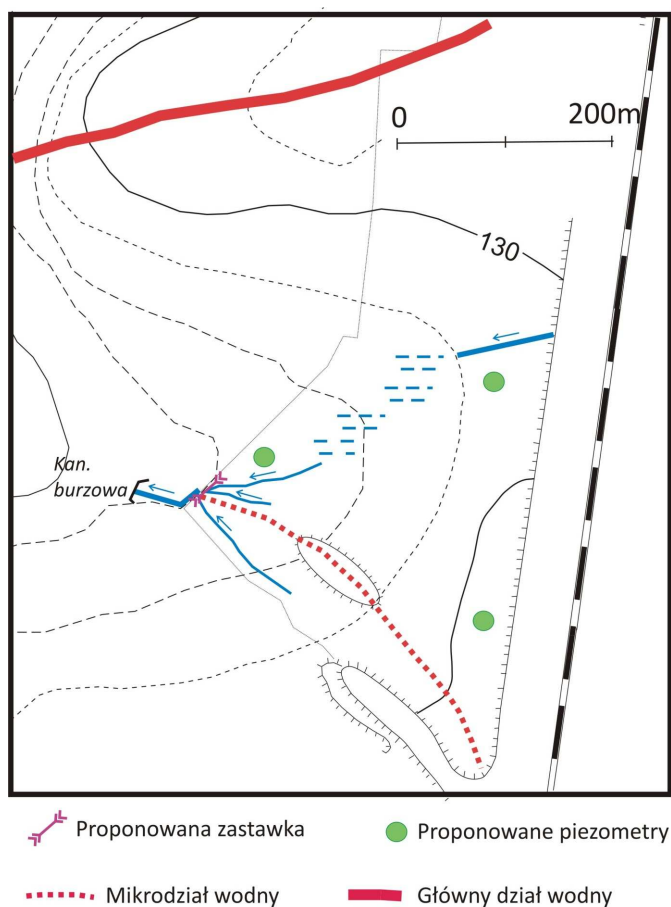 0 200m
130
Kan.
burzowa
Proponowana zastawka
Proponowane piezometry
Mikrodział wodny
Główny dział wodny